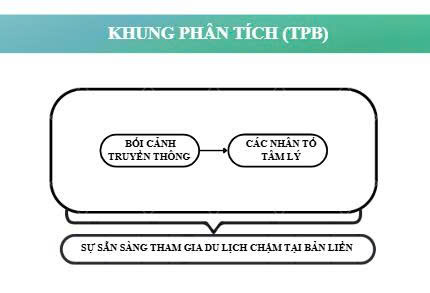 KHUNG PHÂN TÍCH (TPB)
BỐI CẢNH
TRUYỀN THÔNG
CÁC NHÂN TỐ
TÂM LÝ
SỰ SẴN SÀNG THAM GIA DU LỊCH CHẬM TẠI BẢN LIỀN